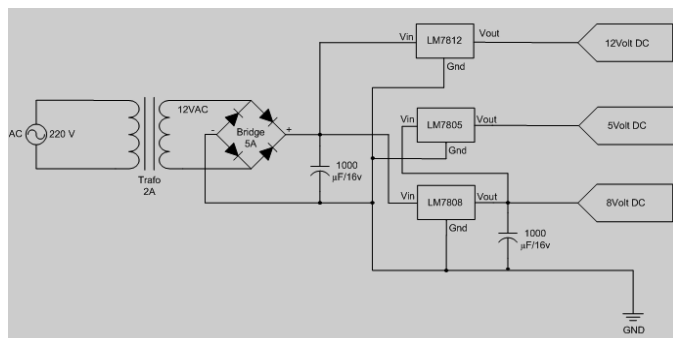 AC
220 V
Trafo
2A
12VAC
-
+
Bridge
5A
1000
µF/16v
Vin
LM7812
Vout
Gnd
12Volt DC
Vin
LM7805
Vout
Gnd
5Volt DC
Vin
LM7808
Vout
Gnd
8Volt DC
1000
µF/16v
GND